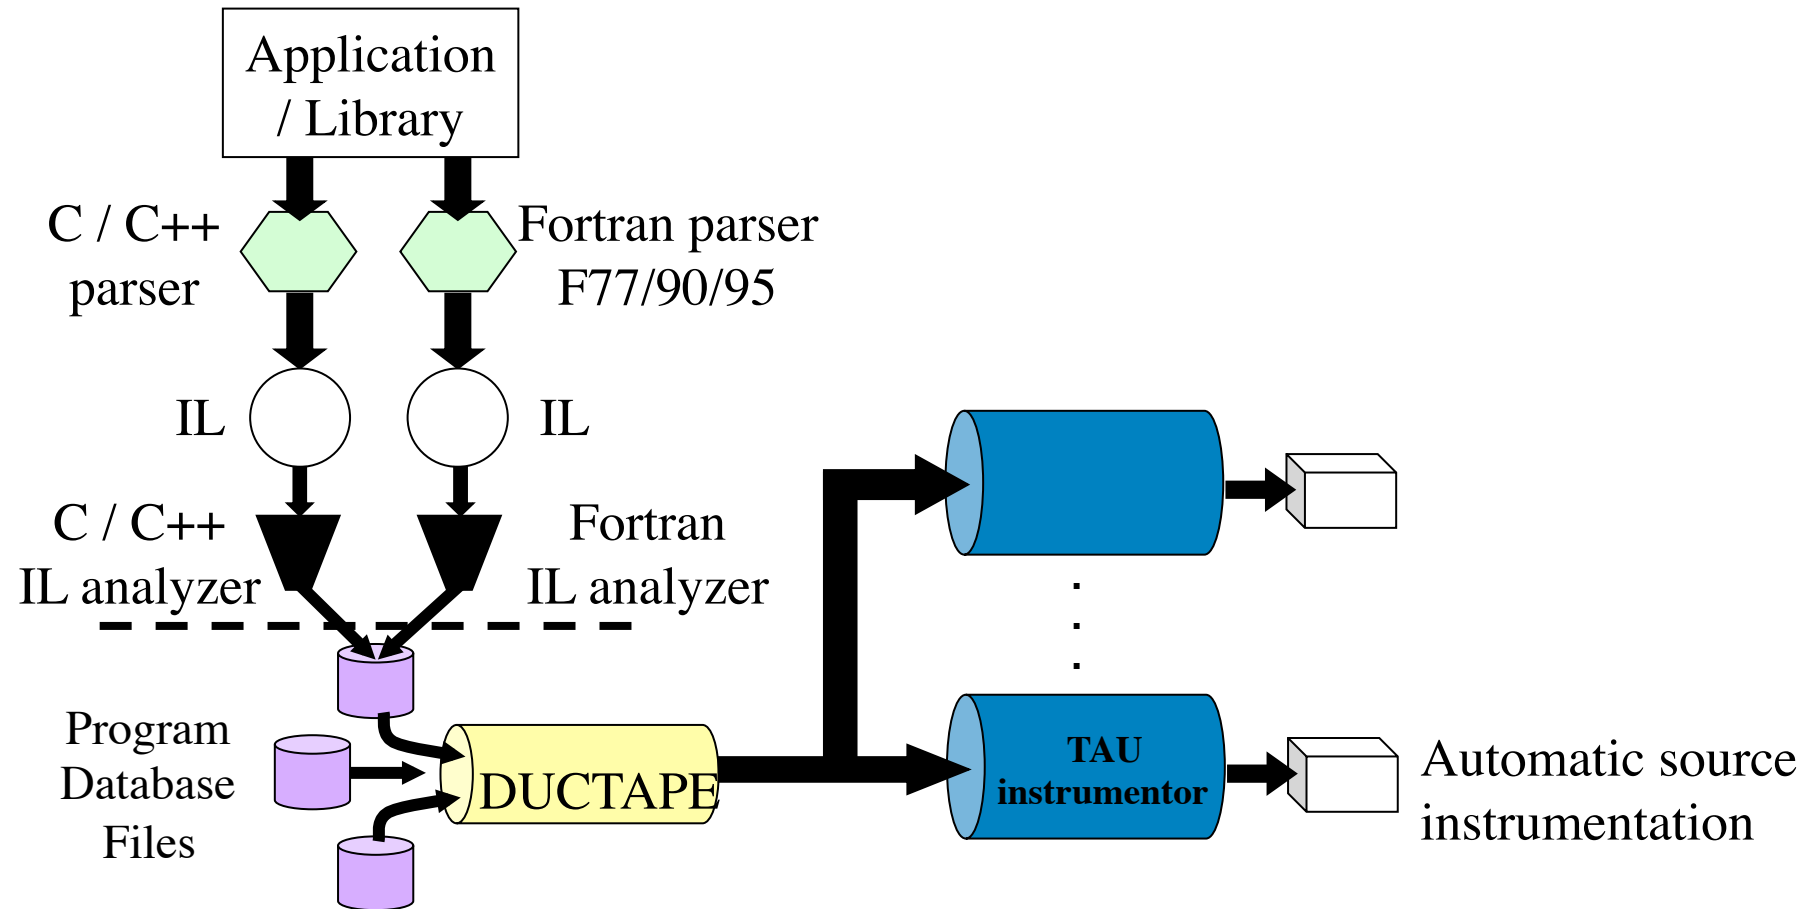 Application
/ Library
C / C++
parser
Fortran parser
F77/90/95
IL
IL
C / C++
IL analyzer
Fortran
IL analyzer
Program
Database
Files
DUCTAPE
TAU
instrumentor
Automatic source
instrumentation